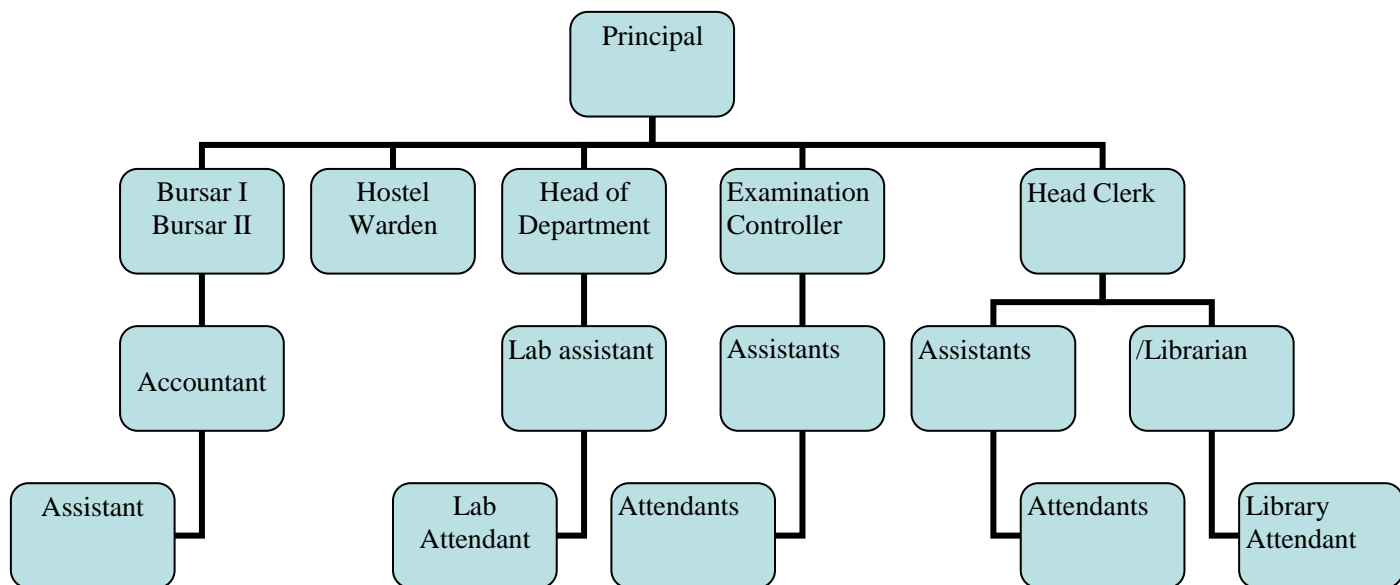 Principal
Bursar I
Bursar II
Hostel
Warden
Head of
Department
Examination
Controller
Head Clerk
Accountant
Lab assistant
Assistants
Assistants
/Librarian
Assistant
Lab
Attendant
Attendants
Attendants
Library
Attendant